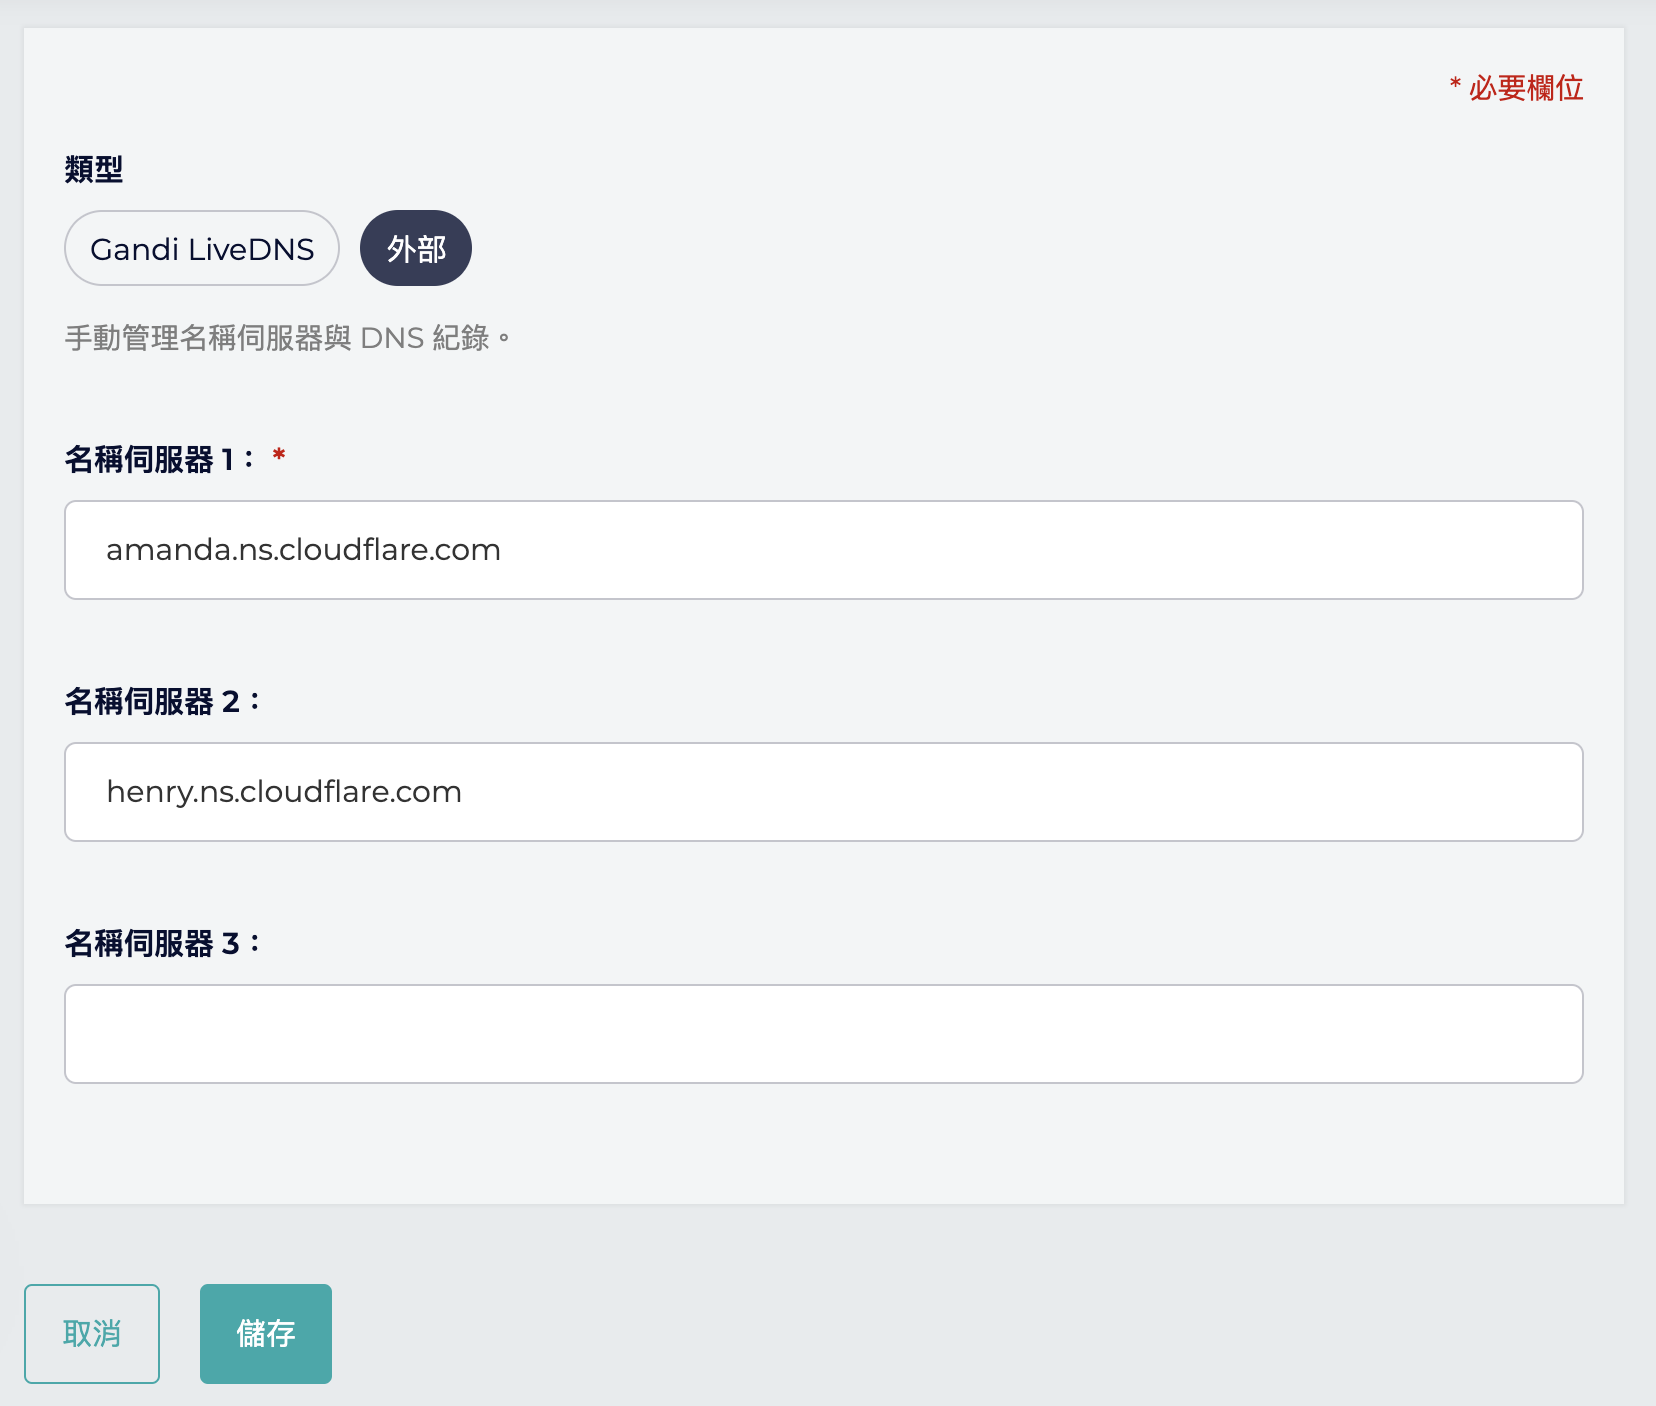 * 必要欄位
類型
Gandi LiveDNS 外部
手動管理名稱伺服器與 DNS 紀錄。
名稱伺服器 1： *
amanda.ns.cloudflare.com
名稱伺服器 2：
henry.ns.cloudflare.com
名稱伺服器 3：
取消 儲存